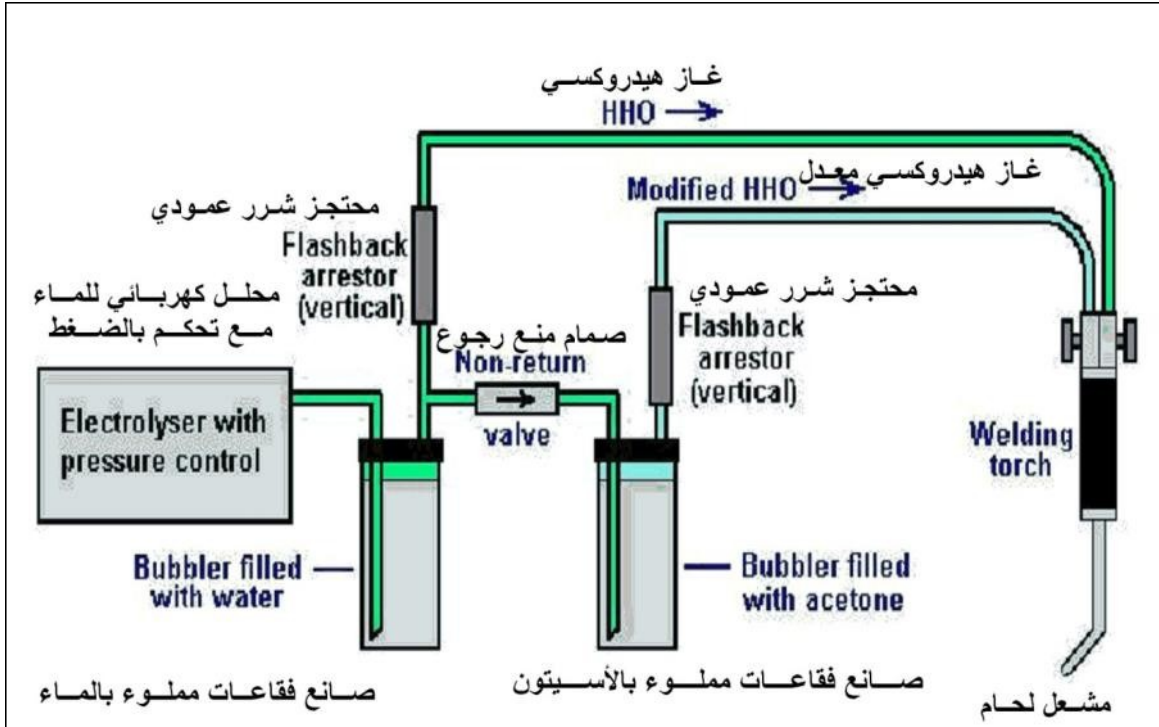 غاز هيدروكسي
HHO
غاز هيدروكسي معدل
Modified HHO
محتجز شرر عمودي
Flashback
arrestor
(vertical)
محتجز شرر عمودي
Flashback
arrestor
(vertical)
محلل كهربائي للماء
مع تحكم بالضغط
صمام منع رجوع
Non-return
valve
Electrolyser with
pressure control
Welding
torch
Bubbler filled
with water
Bubbler filled
with acetone
صانع فقاعات مملوء بالماء
صانع فقاعات مملوء بالأسيتون
مشعل لحام